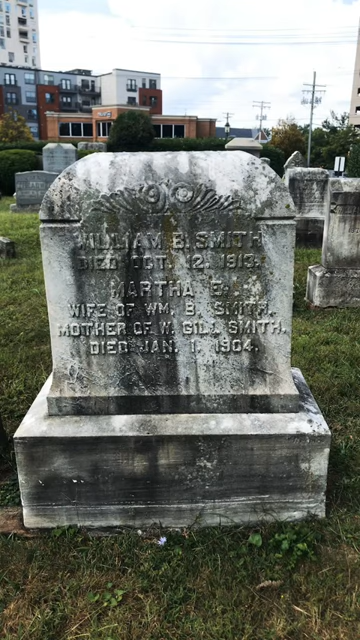 WILLIAM B. SMITH
DIED OCT. 12. 1913.
MARTHA E.
WIFE OF WM. B. SMITH.
MOTHER OF W. GILL SMITH.
DIED JAN. 1. 1904.